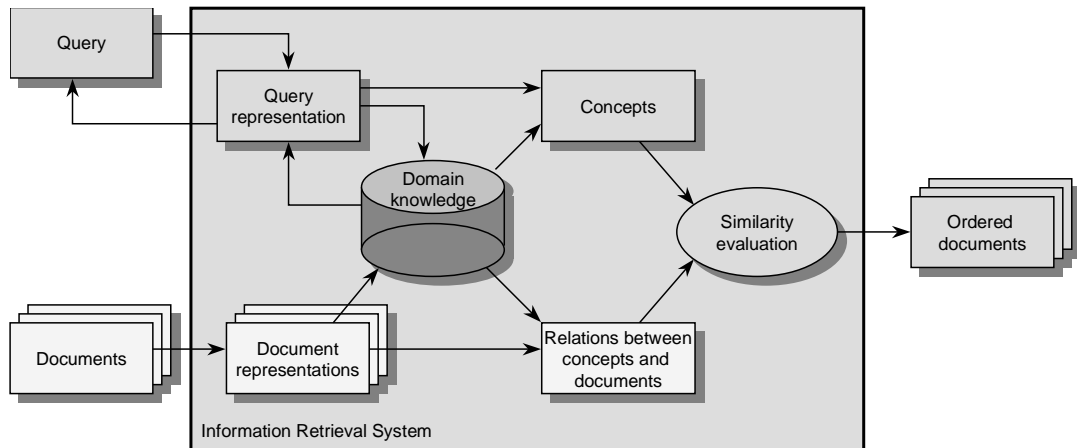 Query
Query
representation
Concepts
Domain
knowledge
Similarity
evaluation
Ordered
documents
Documents
Document
representations
Relations between
concepts and
documents
Information Retrieval System